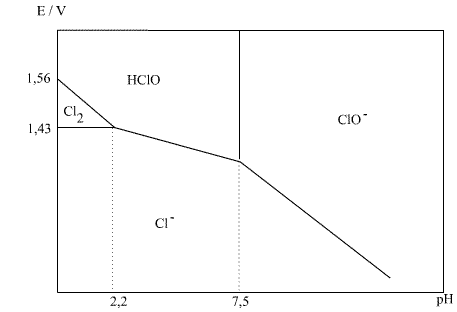 E / V
1,56
HClO
Cl₂
ClO⁻
1,43
Cl⁻
2,2
7,5
pH